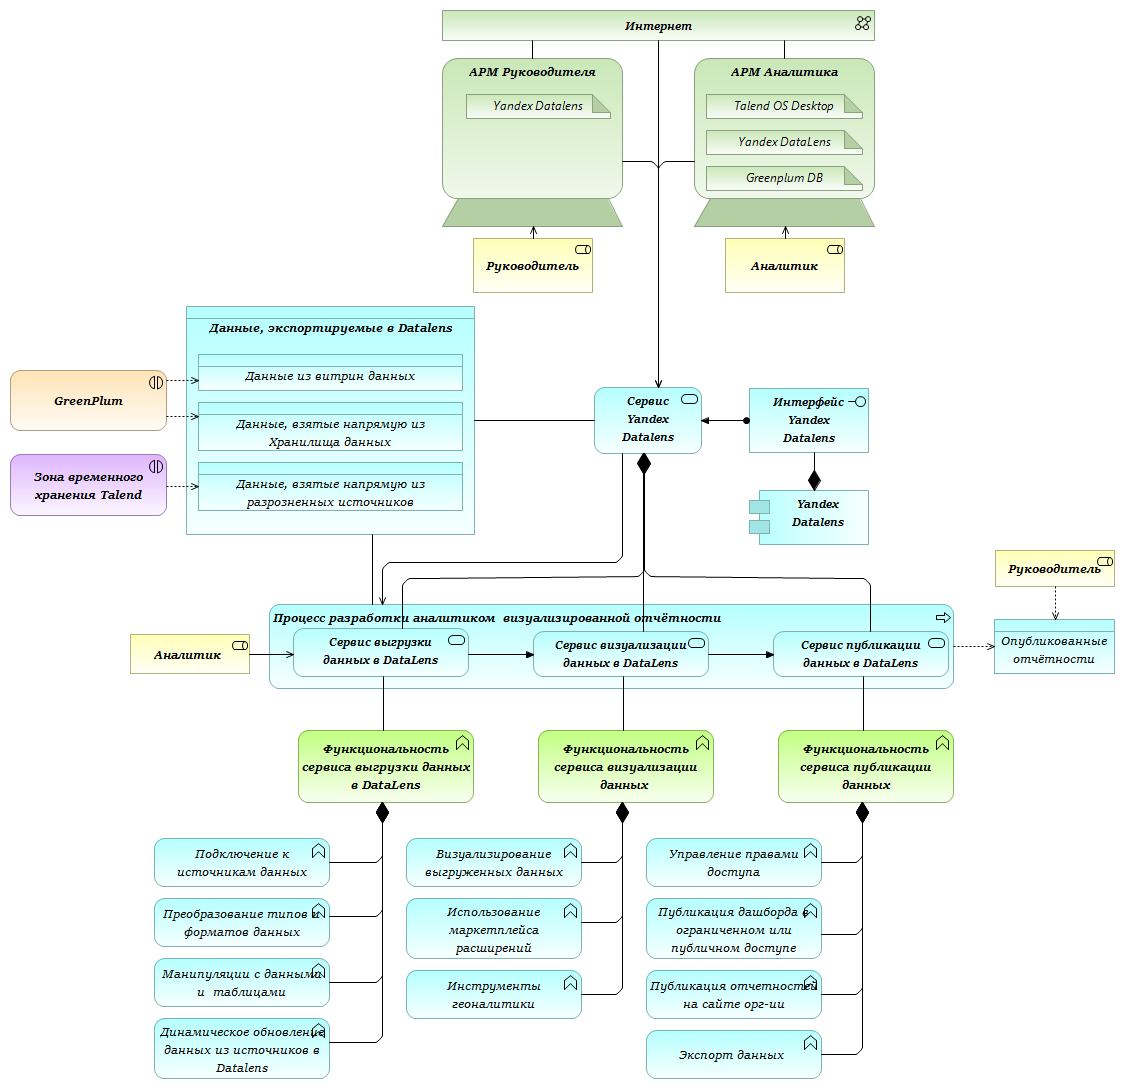 Интернет
АРМ Руководителя
Yandex Datalens
АРМ Аналитика
Talend OS Desktop
Yandex DataLens
Greenplum DB
Руководитель
Аналитик
Данные, экспортируемые в Datalens
Данные из витрин данных
Данные, взятые напрямую из
Хранилища данных
Данные, взятые напрямую из
разрозненных источников
GreenPlum
Зона временного
хранения Talend
Сервис
Yandex
Datalens
Интерфейс
Yandex
Datalens
Yandex
Datalens
Руководитель
Опубликованные
отчётности
Процесс разработки аналитиком визуализированной отчётности
Аналитик
Сервис выгрузки
данных в DataLens
Сервис визуализации
данных в DataLens
Сервис публикации
данных в DataLens
Функциональность
сервиса выгрузки данных
в DataLens
Функциональность
сервиса визуализации
данных
Функциональность
сервиса публикации
данных
Подключение к
источникам данных
Преобразование типов и
форматов данных
Манипуляции с данными
и таблицами
Динамическое обновление
данных из источников в
Datalens
Визуализирование
выгруженных данных
Использование
маркетплейса
расширений
Инструменты
геоналитики
Управление правами
доступа
Публикация дашборда в
ограниченном или
публичном доступе
Публикация отчетностей
на сайте орг-ии
Экспорт данных